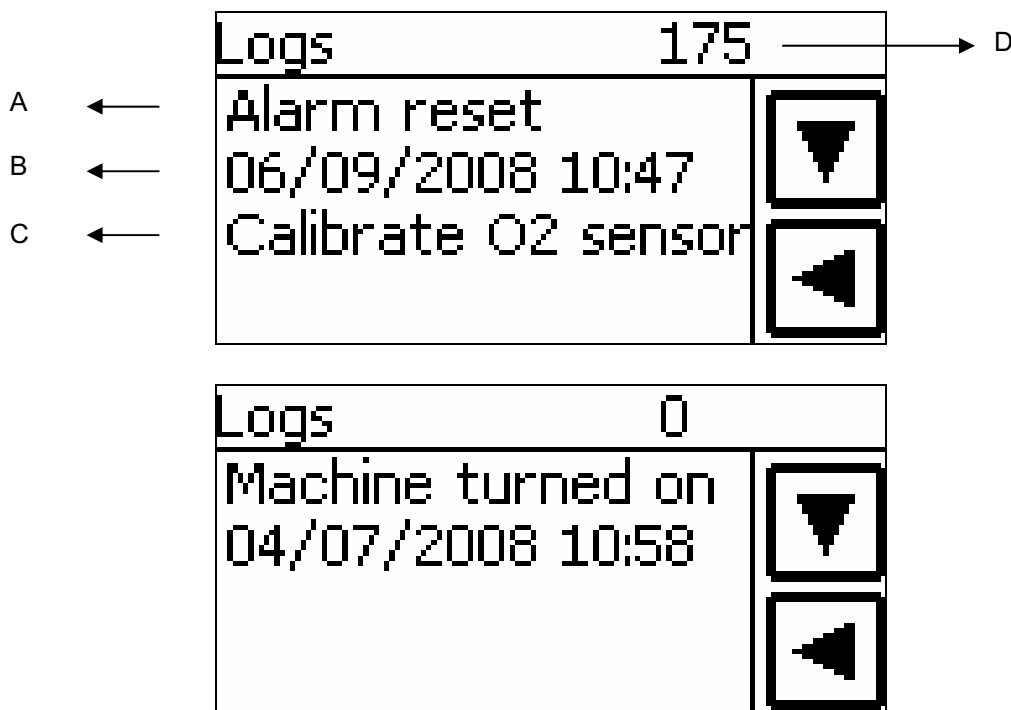 Logs 175 D
A Alarm reset
B 06/09/2008 10:47
C Calibrate O2 sensor
Logs 0
Machine turned on
04/07/2008 10:58